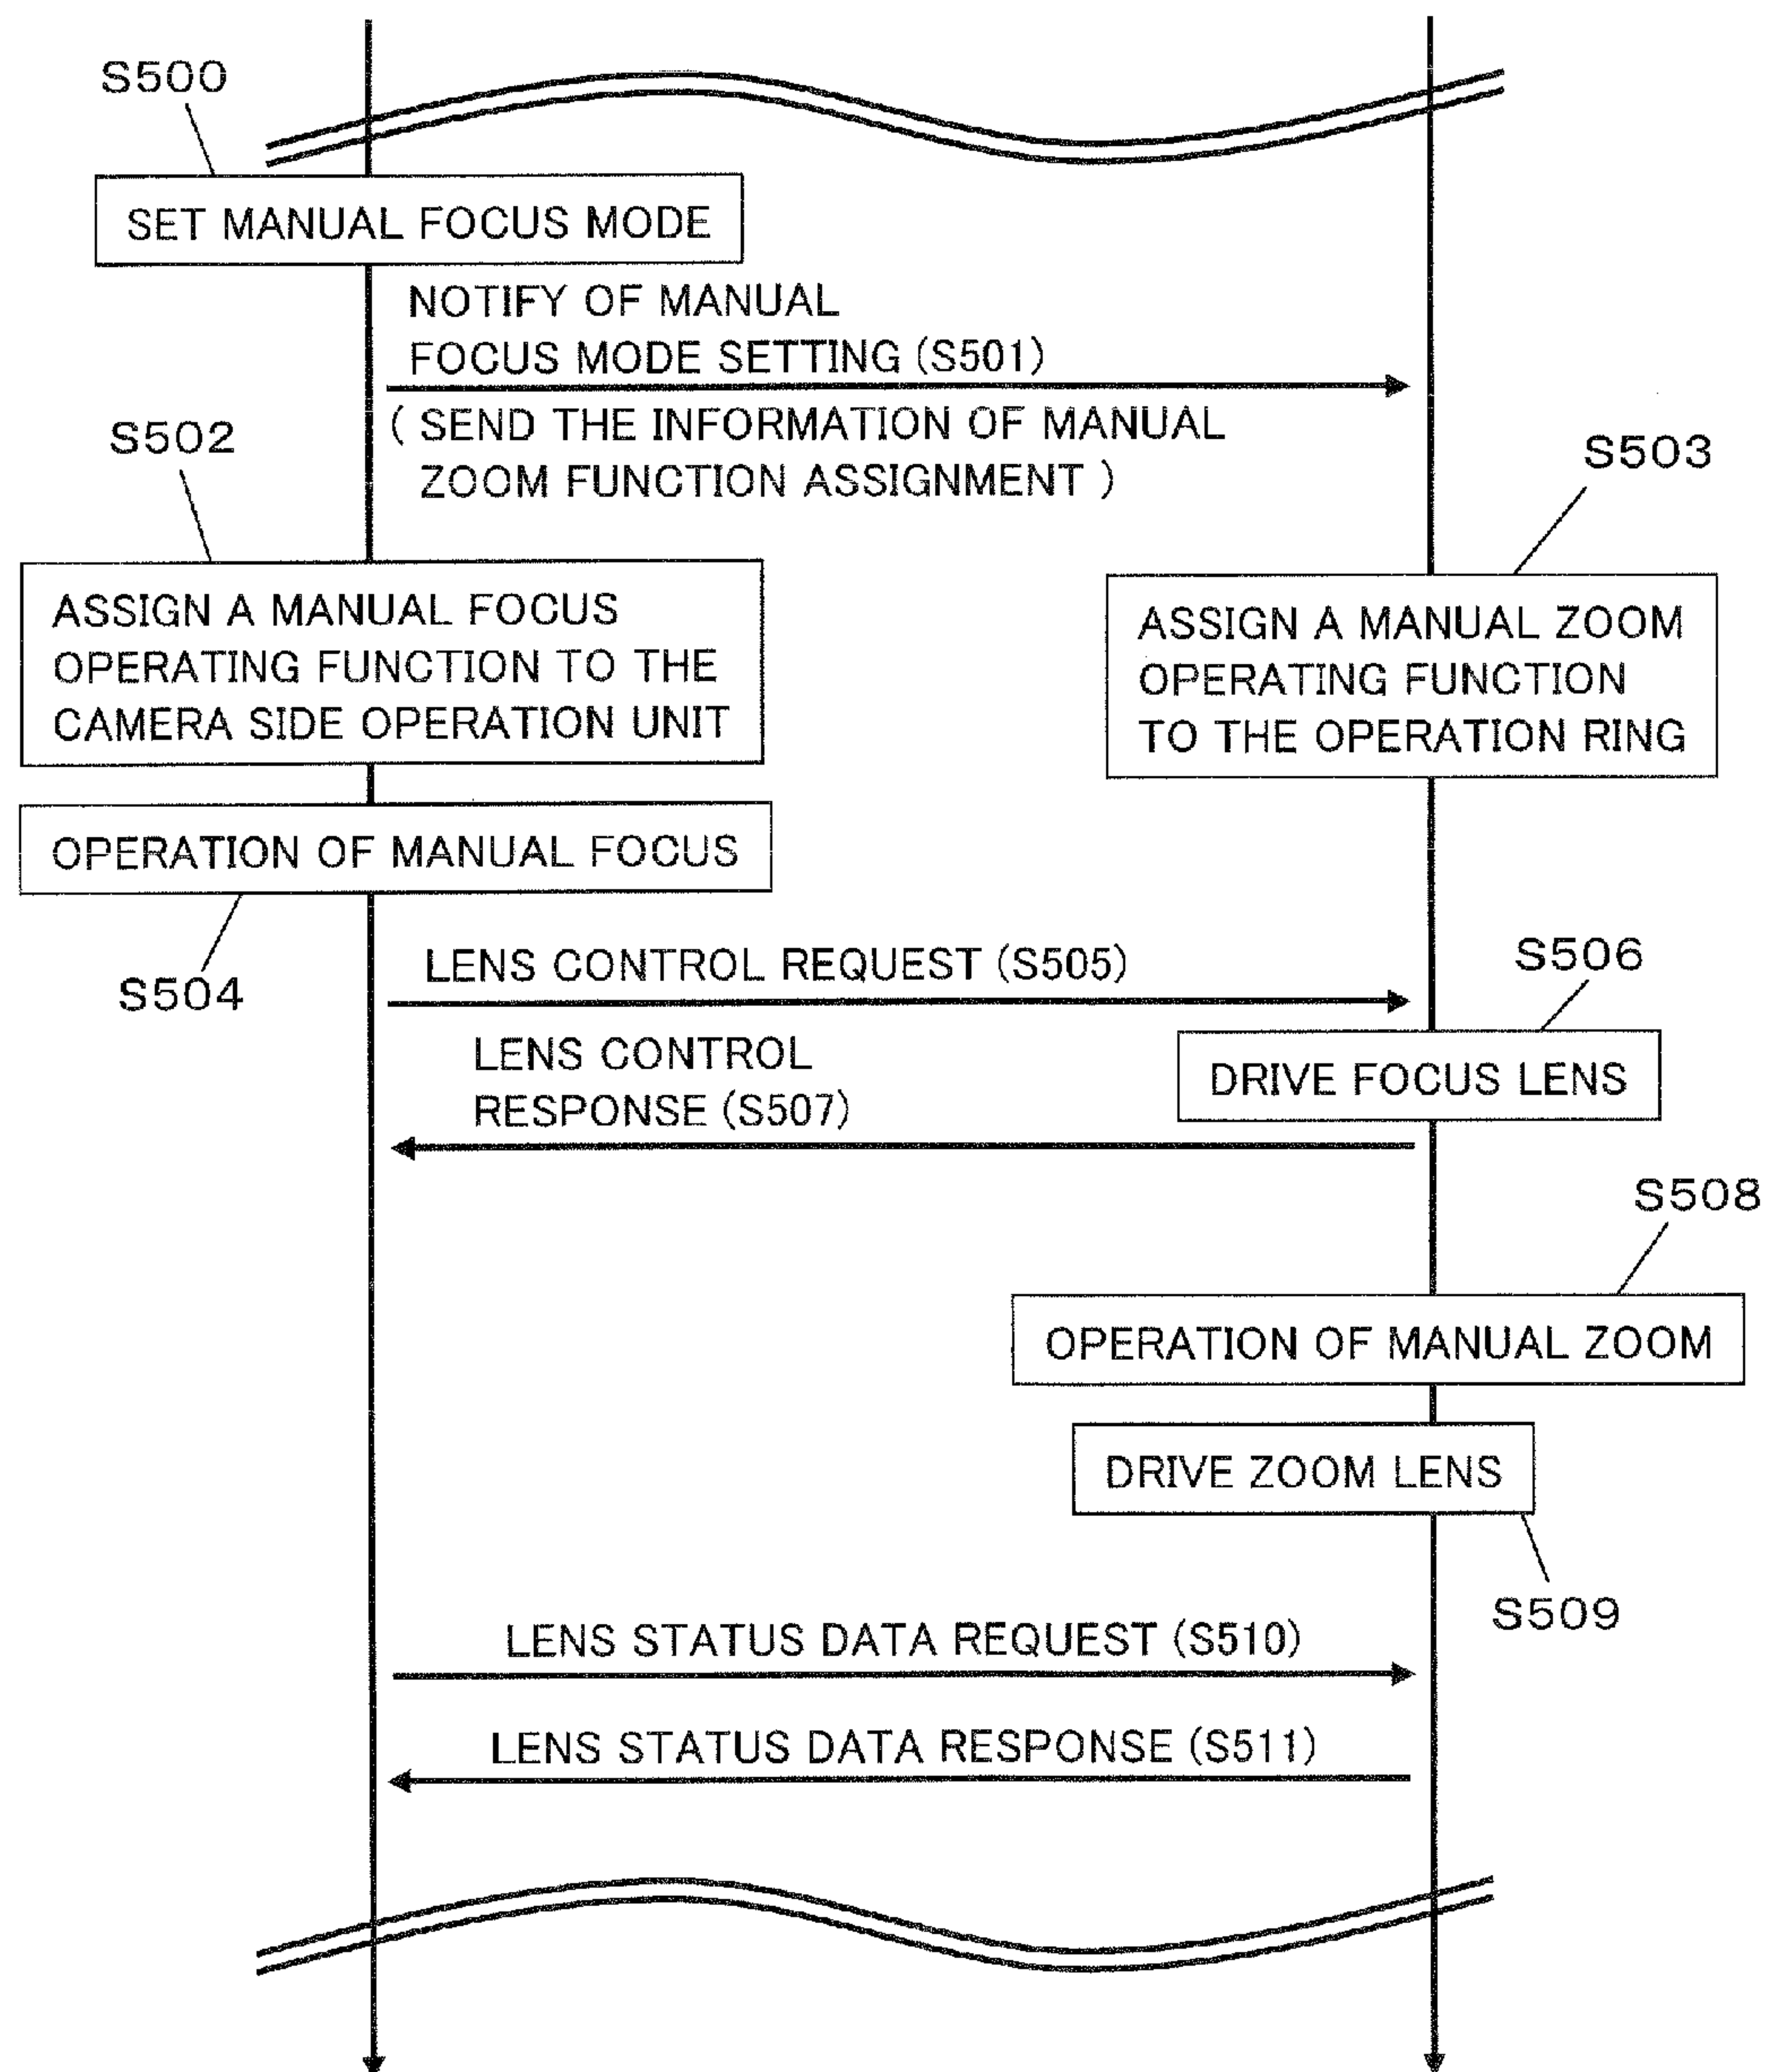 S500
SET MANUAL FOCUS MODE
NOTIFY OF MANUAL
FOCUS MODE SETTING (S501)
( SEND THE INFORMATION OF MANUAL
ZOOM FUNCTION ASSIGNMENT )
S502
S503
ASSIGN A MANUAL FOCUS
OPERATING FUNCTION TO THE
CAMERA SIDE OPERATION UNIT
ASSIGN A MANUAL ZOOM
OPERATING FUNCTION
TO THE OPERATION RING
OPERATION OF MANUAL FOCUS
S504
LENS CONTROL REQUEST (S505)
S506
DRIVE FOCUS LENS
LENS CONTROL
RESPONSE (S507)
S508
OPERATION OF MANUAL ZOOM
DRIVE ZOOM LENS
S509
LENS STATUS DATA REQUEST (S510)
LENS STATUS DATA RESPONSE (S511)